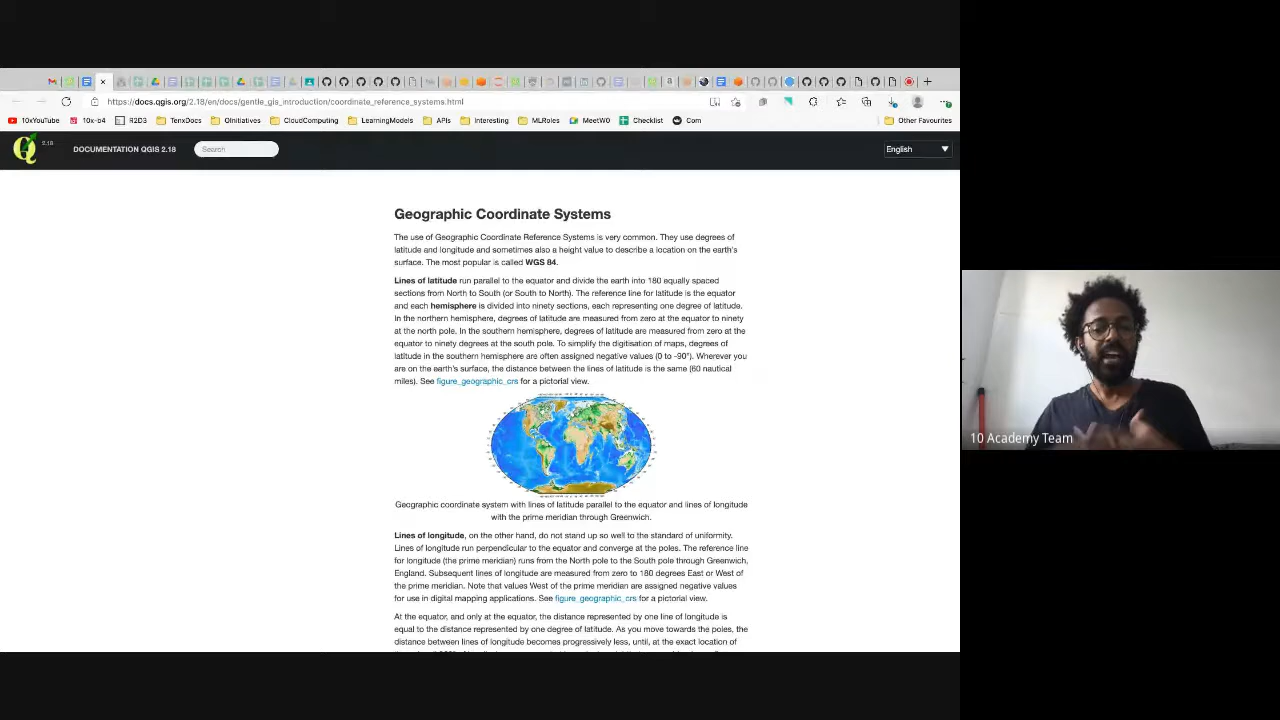 https://docs.qgis.org/2.18/en/docs/gentle_gis_introduction/coordinate_reference_systems.html
10xYouTube
10x-b4
R2D3
TenxDocs
QInitiatives
CloudComputing
LearningModels
APIs
Interesting
MLRoles
MeetW0
Checklist
Com
Other Favourites
2.18
DOCUMENTATION QGIS 2.18
Search
English
Geographic Coordinate Systems
The use of Geographic Coordinate Reference Systems is very common. They use degrees of
latitude and longitude and sometimes also a height value to describe a location on the earth's
surface. The most popular is called WGS 84.
Lines of latitude run parallel to the equator and divide the earth into 180 equally spaced
sections from North to South (or South to North). The reference line for latitude is the equator
and each hemisphere is divided into ninety sections, each representing one degree of latitude.
In the northern hemisphere, degrees of latitude are measured from zero at the equator to ninety
at the north pole. In the southern hemisphere, degrees of latitude are measured from zero at the
equator to ninety degrees at the south pole. To simplify the digitisation of maps, degrees of
latitude in the southern hemisphere are often assigned negative values (0 to -90°). Wherever you
are on the earth's surface, the distance between the lines of latitude is the same (60 nautical
miles). See figure_geographic_crs for a pictorial view.
Geographic coordinate system with lines of latitude parallel to the equator and lines of longitude
with the prime meridian through Greenwich.
Lines of longitude, on the other hand, do not stand up so well to the standard of uniformity.
Lines of longitude run perpendicular to the equator and converge at the poles. The reference line
for longitude (the prime meridian) runs from the North pole to the South pole through Greenwich,
England. Subsequent lines of longitude are measured from zero to 180 degrees East or West of
the prime meridian. Note that values West of the prime meridian are assigned negative values
for use in digital mapping applications. See figure_geographic_crs for a pictorial view.
At the equator, and only at the equator, the distance represented by one line of longitude is
equal to the distance represented by one degree of latitude. As you move towards the poles, the
distance between lines of longitude becomes progressively less, until, at the exact location of
10 Academy Team